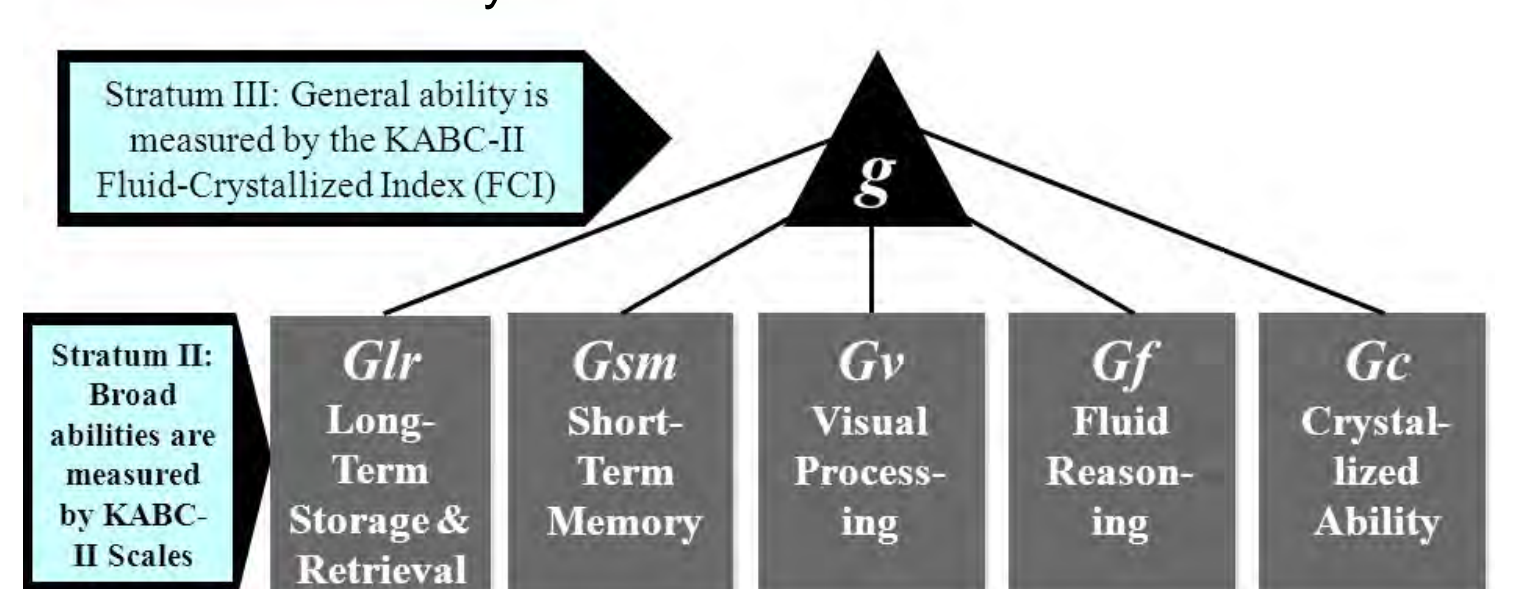 Stratum III: General ability is
measured by the KABC-II
Fluid-Crystallized Index (FCI)
g
Stratum II:
Broad
abilities are
measured
by KABC-
II Scales
Glr
Long-
Term
Storage &
Retrieval
Gsm
Short-
Term
Memory
Gv
Visual
Process-
ing
Gf
Fluid
Reason-
ing
Gc
Crystal-
lized
Ability